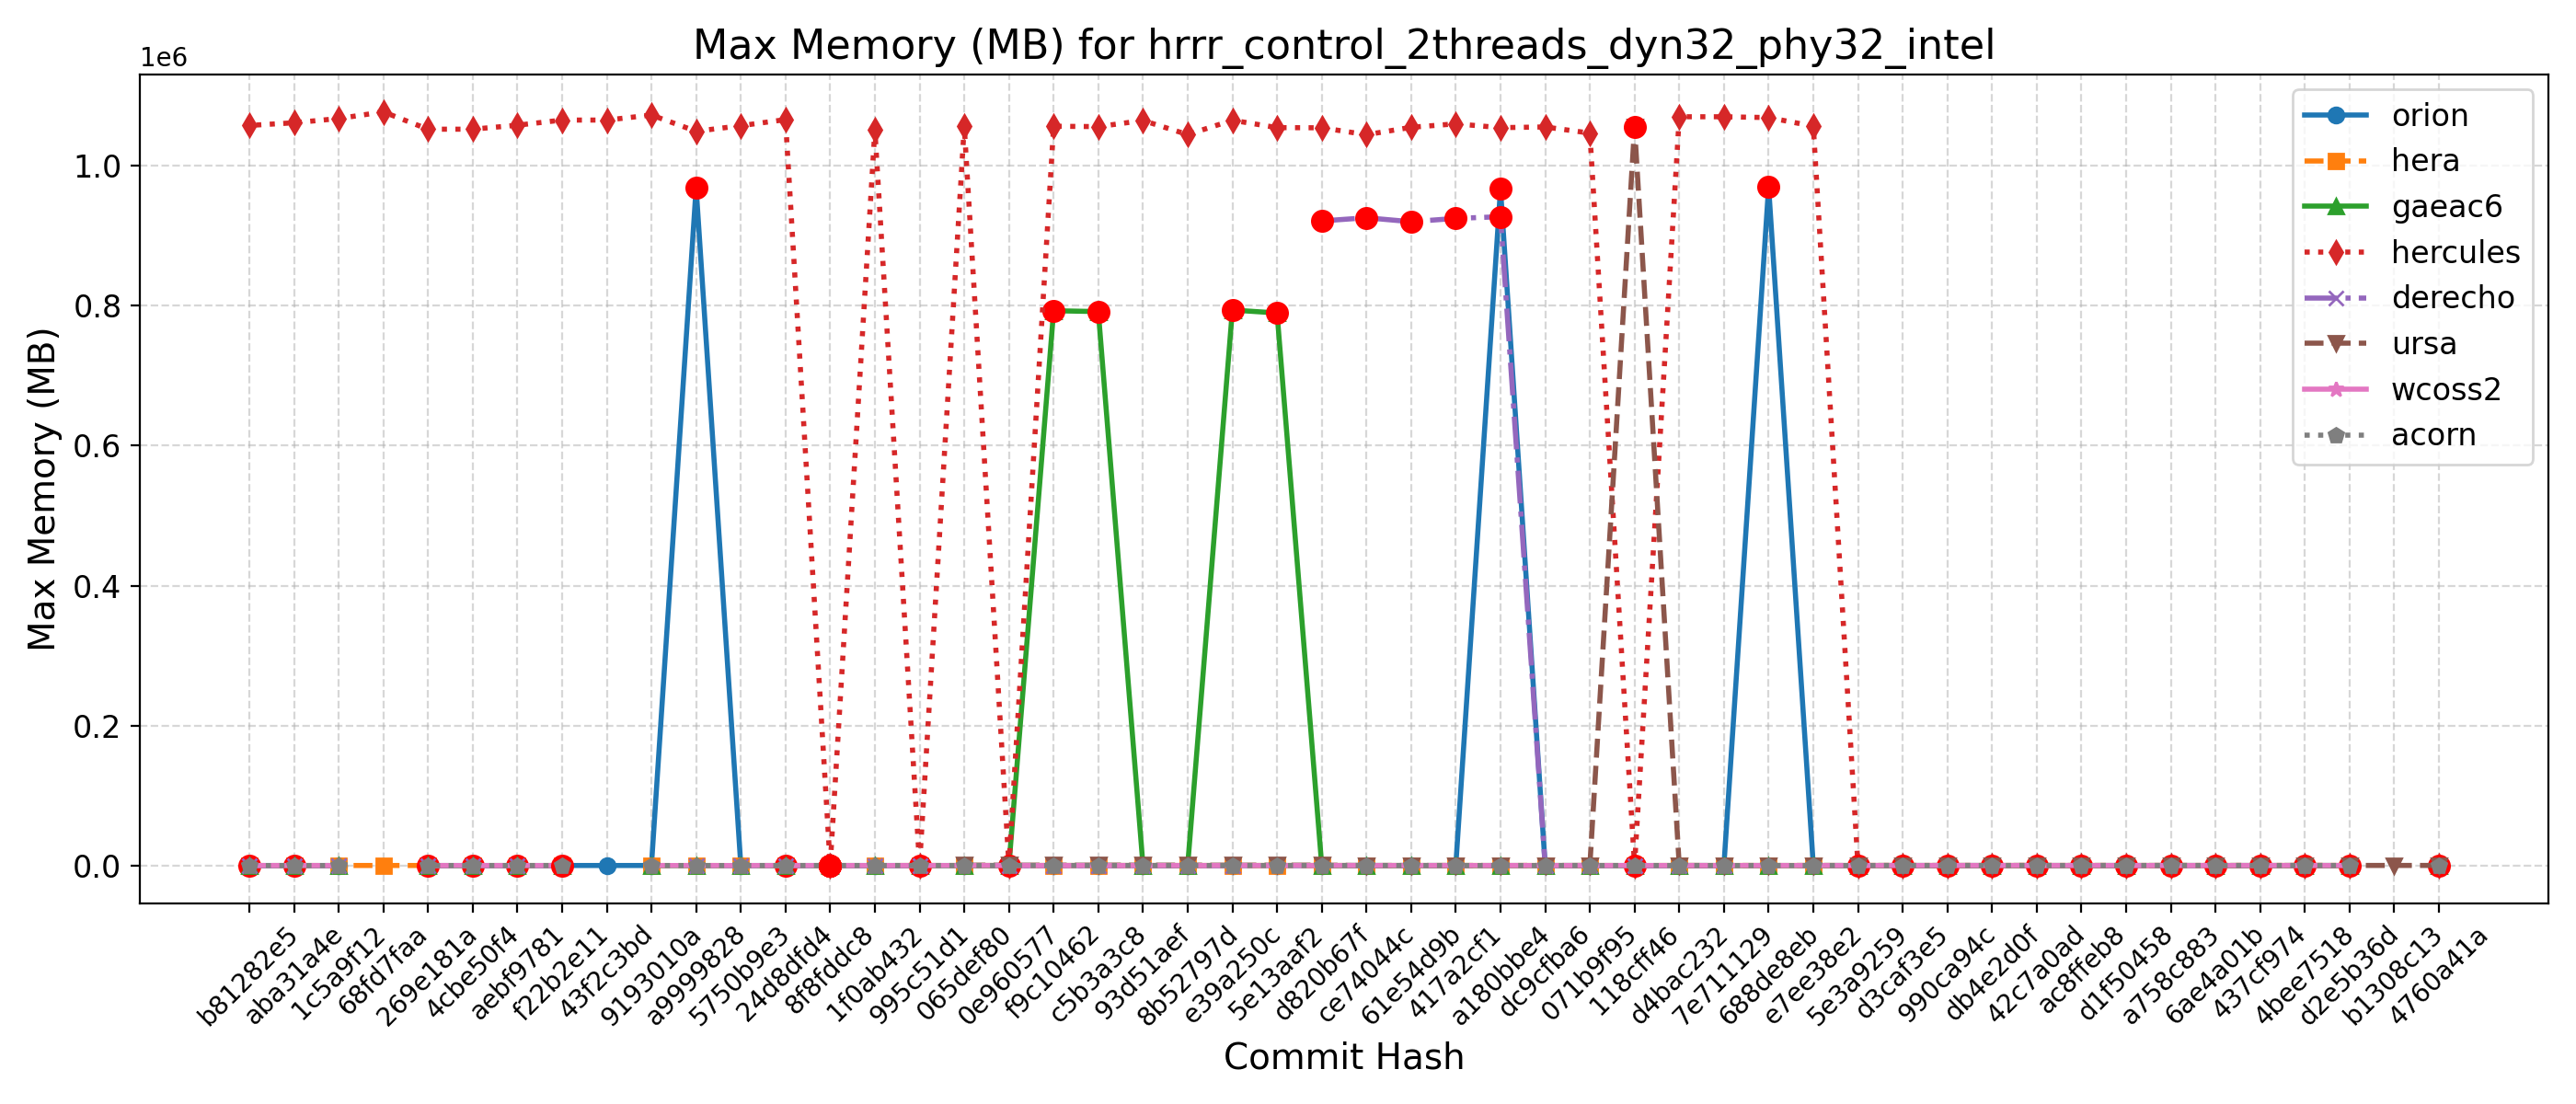 Max Memory (MB) for hrrr_control_2threads_dyn32_phy32_intel
1e6
1.0
0.8
0.6
0.4
0.2
0.0
Max Memory (MB)
orion
hera
gaeac6
hercules
derecho
ursa
wcoss2
acorn
b81282e5
aba31a4e
1c5a9f12
68fd7faa
269e181a
4cbe50f4
aebf9781
f22b2e11
43f2c3bd
9193010a
a9999828
5750b9e3
24d8dfd4
8f8fddc8
1f0ab432
995c51d1
065def80
0e960577
f9c10462
c5b3a3c8
93d51aef
8b52797d
e39a250c
5e13aaf2
d820b67f
ce74044c
61e54d9b
417a2cf1
a180bbe4
dc9cfba6
071b9f95
118cff46
d4bac232
7e711129
688de8eb
e7ee38e2
5e3a9259
d3caf3e5
990ca94c
db4e2d0f
42c7a0ad
ac8ffeb8
d1f50458
a758c883
6ae4a01b
437cf974
4bee7518
d2e5b36d
b1308c13
4760a41a
Commit Hash